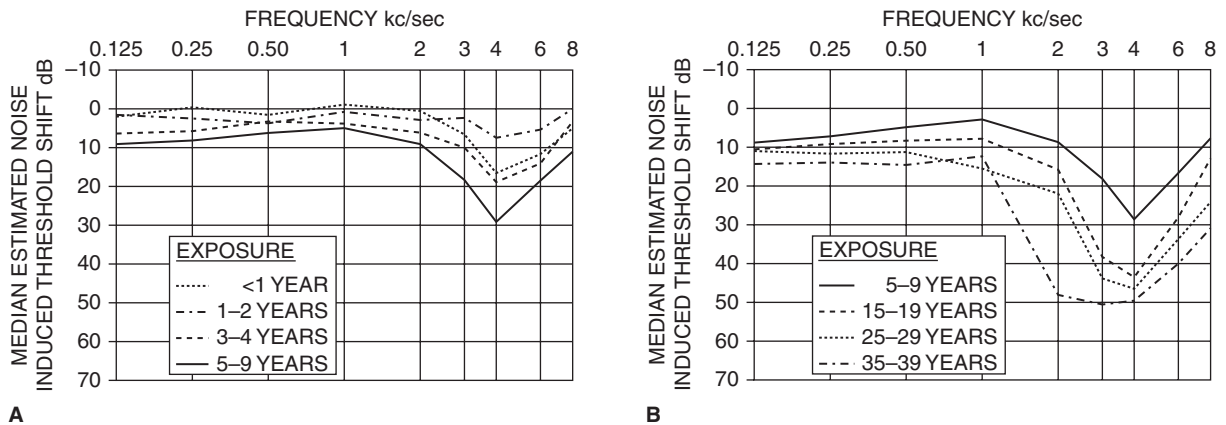 FREQUENCY kc/sec
0.125 0.25 0.50 1 2 3 4 6 8
MEDIAN ESTIMATED NOISE
INDUCED THRESHOLD SHIFT dB
–10
0
10
20
30
40
50
60
70
EXPOSURE
<1 YEAR
1–2 YEARS
3–4 YEARS
5–9 YEARS
A
FREQUENCY kc/sec
0.125 0.25 0.50 1 2 3 4 6 8
MEDIAN ESTIMATED NOISE
INDUCED THRESHOLD SHIFT dB
–10
0
10
20
30
40
50
60
70
EXPOSURE
5–9 YEARS
15–19 YEARS
25–29 YEARS
35–39 YEARS
B